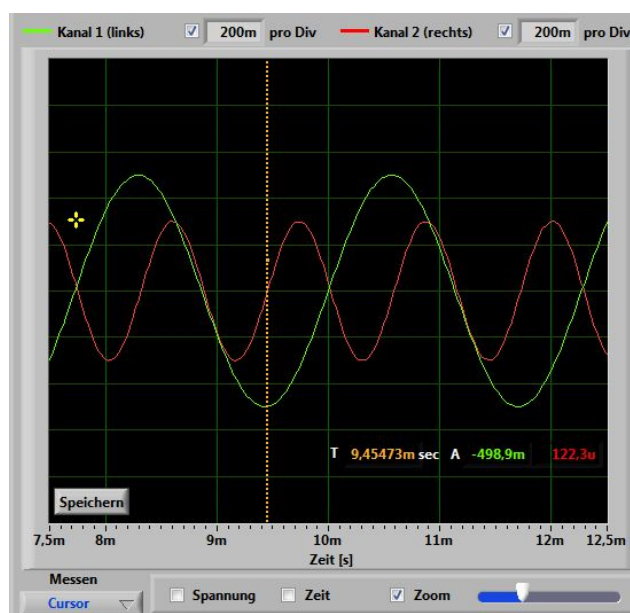 Kanal 1 (links) 200m pro Div Kanal 2 (rechts) 200m pro Div
T 9,45473m sec A -498,9m 122,3u
Speichern
7,5m 8m 9m 10m 11m 12m 12,5m
Zeit [s]
Messen
Cursor Spannung Zeit Zoom